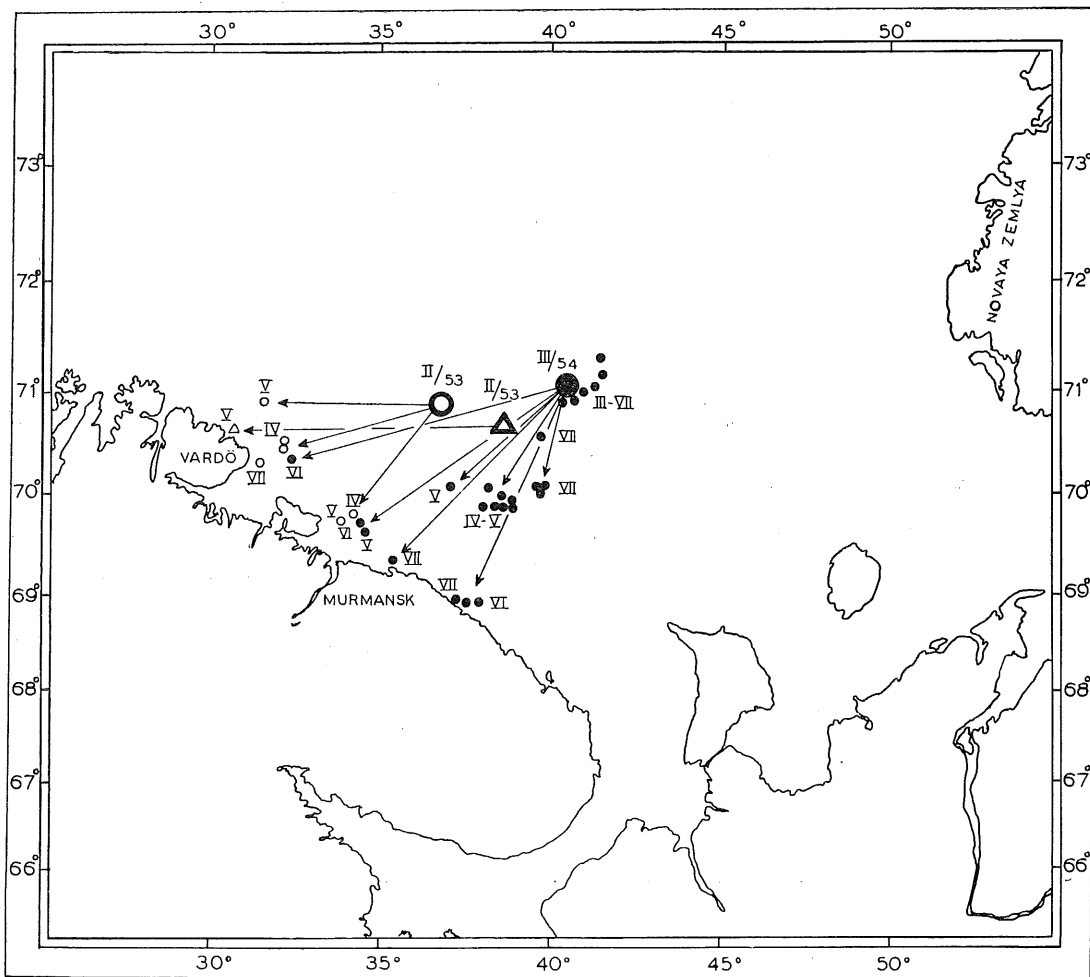 30° 35° 40° 45° 50°
73° 73°
NOVAYA ZEMLYA
72° 72°
III/54
II/53 II/53
71° 71°
V
III-VII
V IV
VII
VARDÖ
VII VI
70° V VII 70°
IV
V IV-V
VI
V VII
69° VII VI 69°
MURMANSK
68° 68°
67° 67°
66° 66°
30° 35° 40° 45° 50°